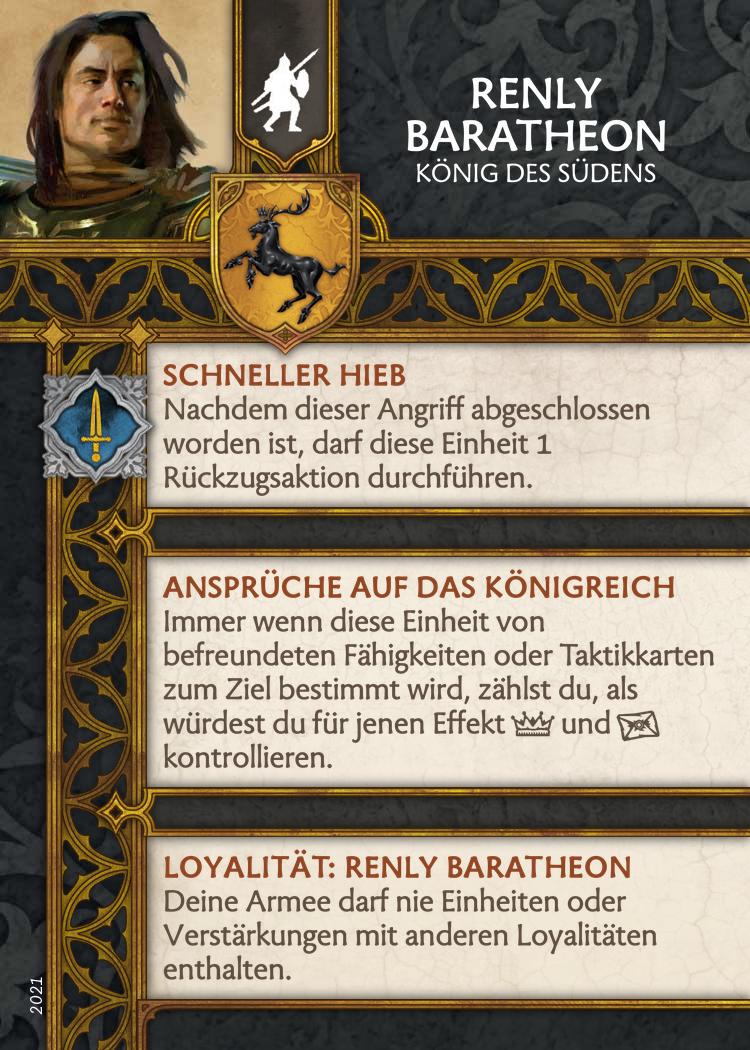 RENLY
BARATHEON
KÖNIG DES SÜDENS
SCHNELLER HIEB
Nachdem dieser Angriff abgeschlossen
worden ist, darf diese Einheit 1
Rückzugsaktion durchführen.
ANSPRÜCHE AUF DAS KÖNIGREICH
Immer wenn diese Einheit von
befreundeten Fähigkeiten oder Taktikkarten
zum Ziel bestimmt wird, zählst du, als
würdest du für jenen Effekt und
kontrollieren.
LOYALITÄT: RENLY BARATHEON
Deine Armee darf nie Einheiten oder
Verstärkungen mit anderen Loyalitäten
enthalten.
2021